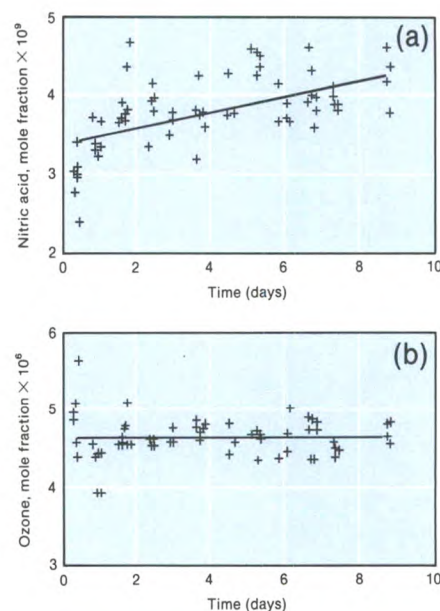 (a)
Nitric acid, mole fraction × 10⁹
5
4
3
2
0 2 4 6 8 10
Time (days)
(b)
Ozone, mole fraction × 10⁶
6
5
4
3
0 2 4 6 8 10
Time (days)